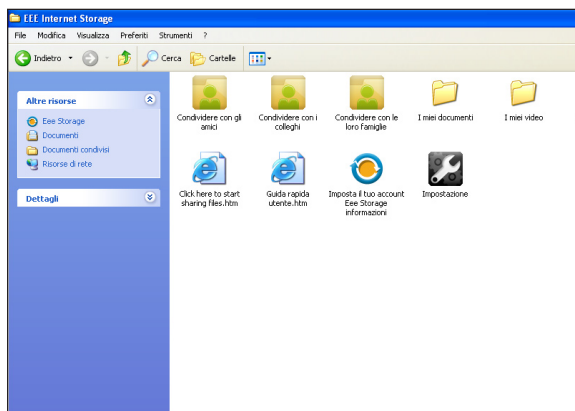 EEE Internet Storage
File Modifica Visualizza Preferiti Strumenti ?
Indietro Cerca Cartelle
Altre risorse
Eee Storage
Documenti
Documenti condivisi
Risorse di rete
Dettagli
Condividere con gli
amici
Condividere con i
colleghi
Condividere con le
loro famiglie
I miei documenti
I miei video
Click here to start
sharing files.htm
Guida rapida
utente.htm
Imposta il tuo account
Eee Storage
informazioni
Impostazione